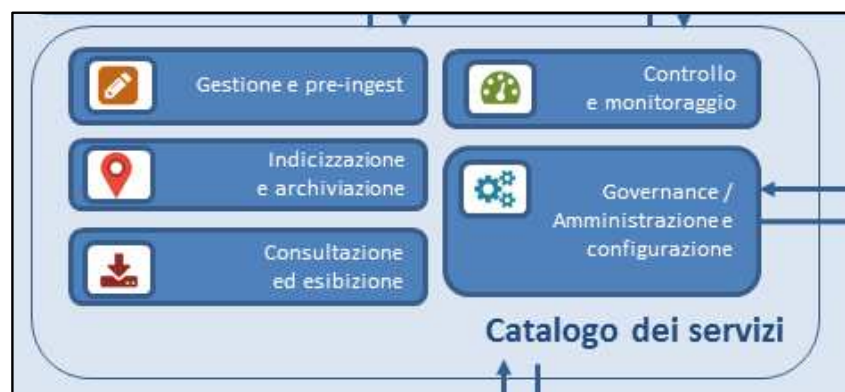 Gestione e pre-ingest
Controllo
e monitoraggio
Indicizzazione
e archiviazione
Governance /
Amministrazione e
configurazione
Consultazione
ed esibizione
Catalogo dei servizi